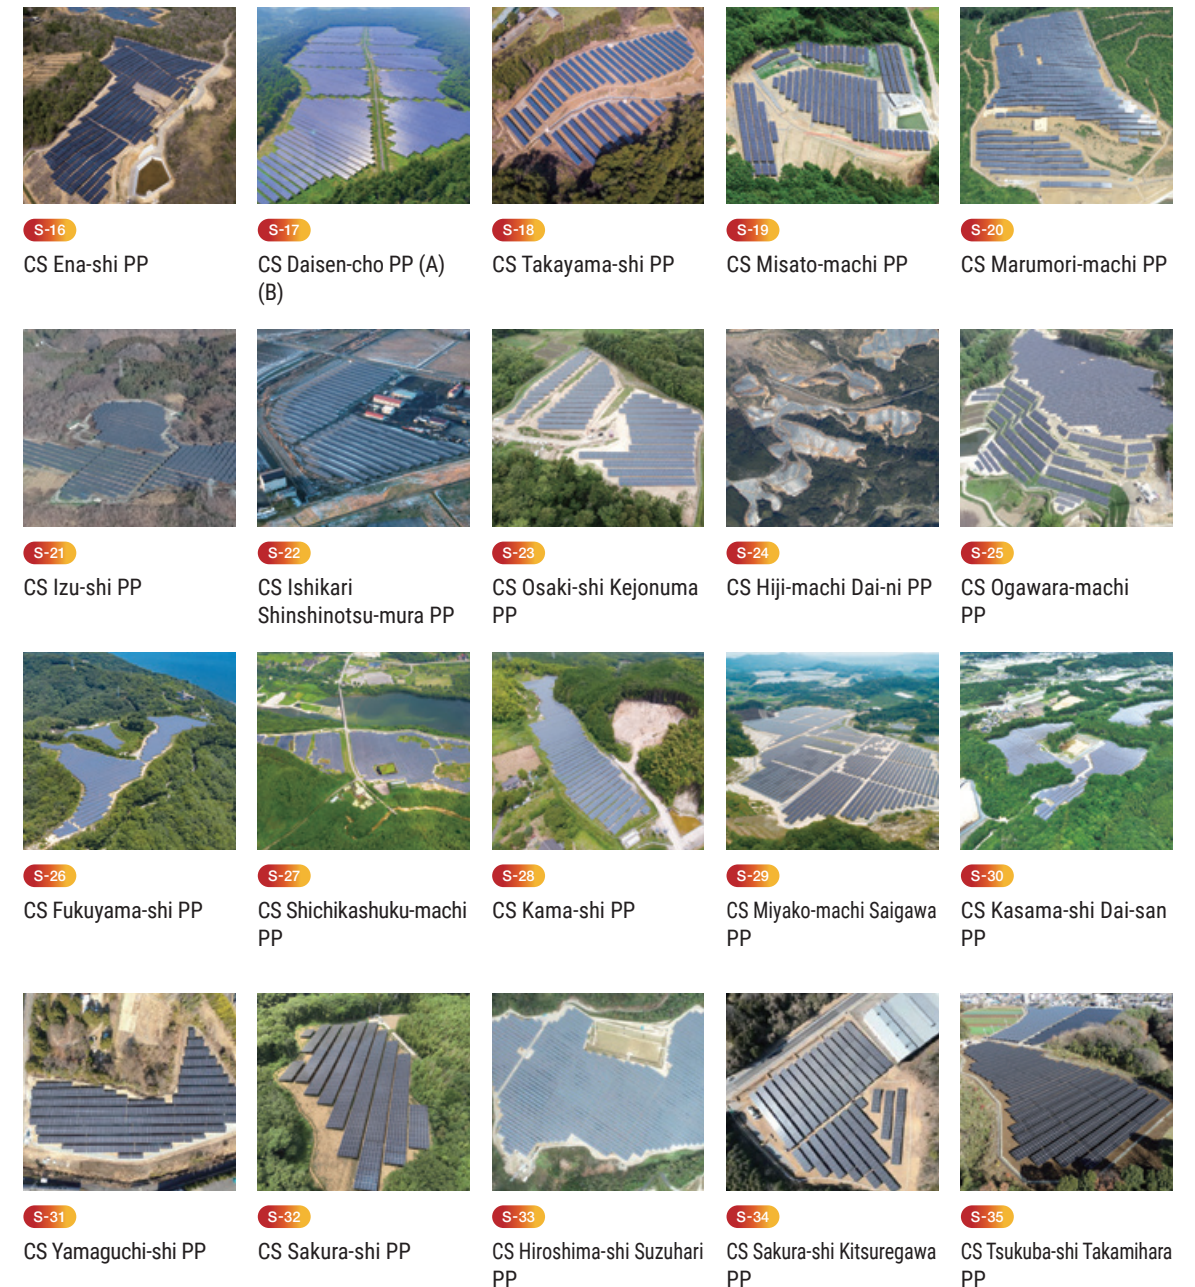 S-16
CS Ena-shi PP
S-17
CS Daisen-cho PP (A)
(B)
S-18
CS Takayama-shi PP
S-19
CS Misato-machi PP
S-20
CS Marumori-machi PP
S-21
CS Izu-shi PP
S-22
CS Ishikari
Shinshinotsu-mura PP
S-23
CS Osaki-shi Kejonuma
PP
S-24
CS Hiji-machi Dai-ni PP
S-25
CS Ogawara-machi
PP
S-26
CS Fukuyama-shi PP
S-27
CS Shichikashuku-machi
PP
S-28
CS Kama-shi PP
S-29
CS Miyako-machi Saigawa
PP
S-30
CS Kasama-shi Dai-san
PP
S-31
CS Yamaguchi-shi PP
S-32
CS Sakura-shi PP
S-33
CS Hiroshima-shi Suzuhari
PP
S-34
CS Sakura-shi Kitsuregawa
PP
S-35
CS Tsukuba-shi Takamihara
PP